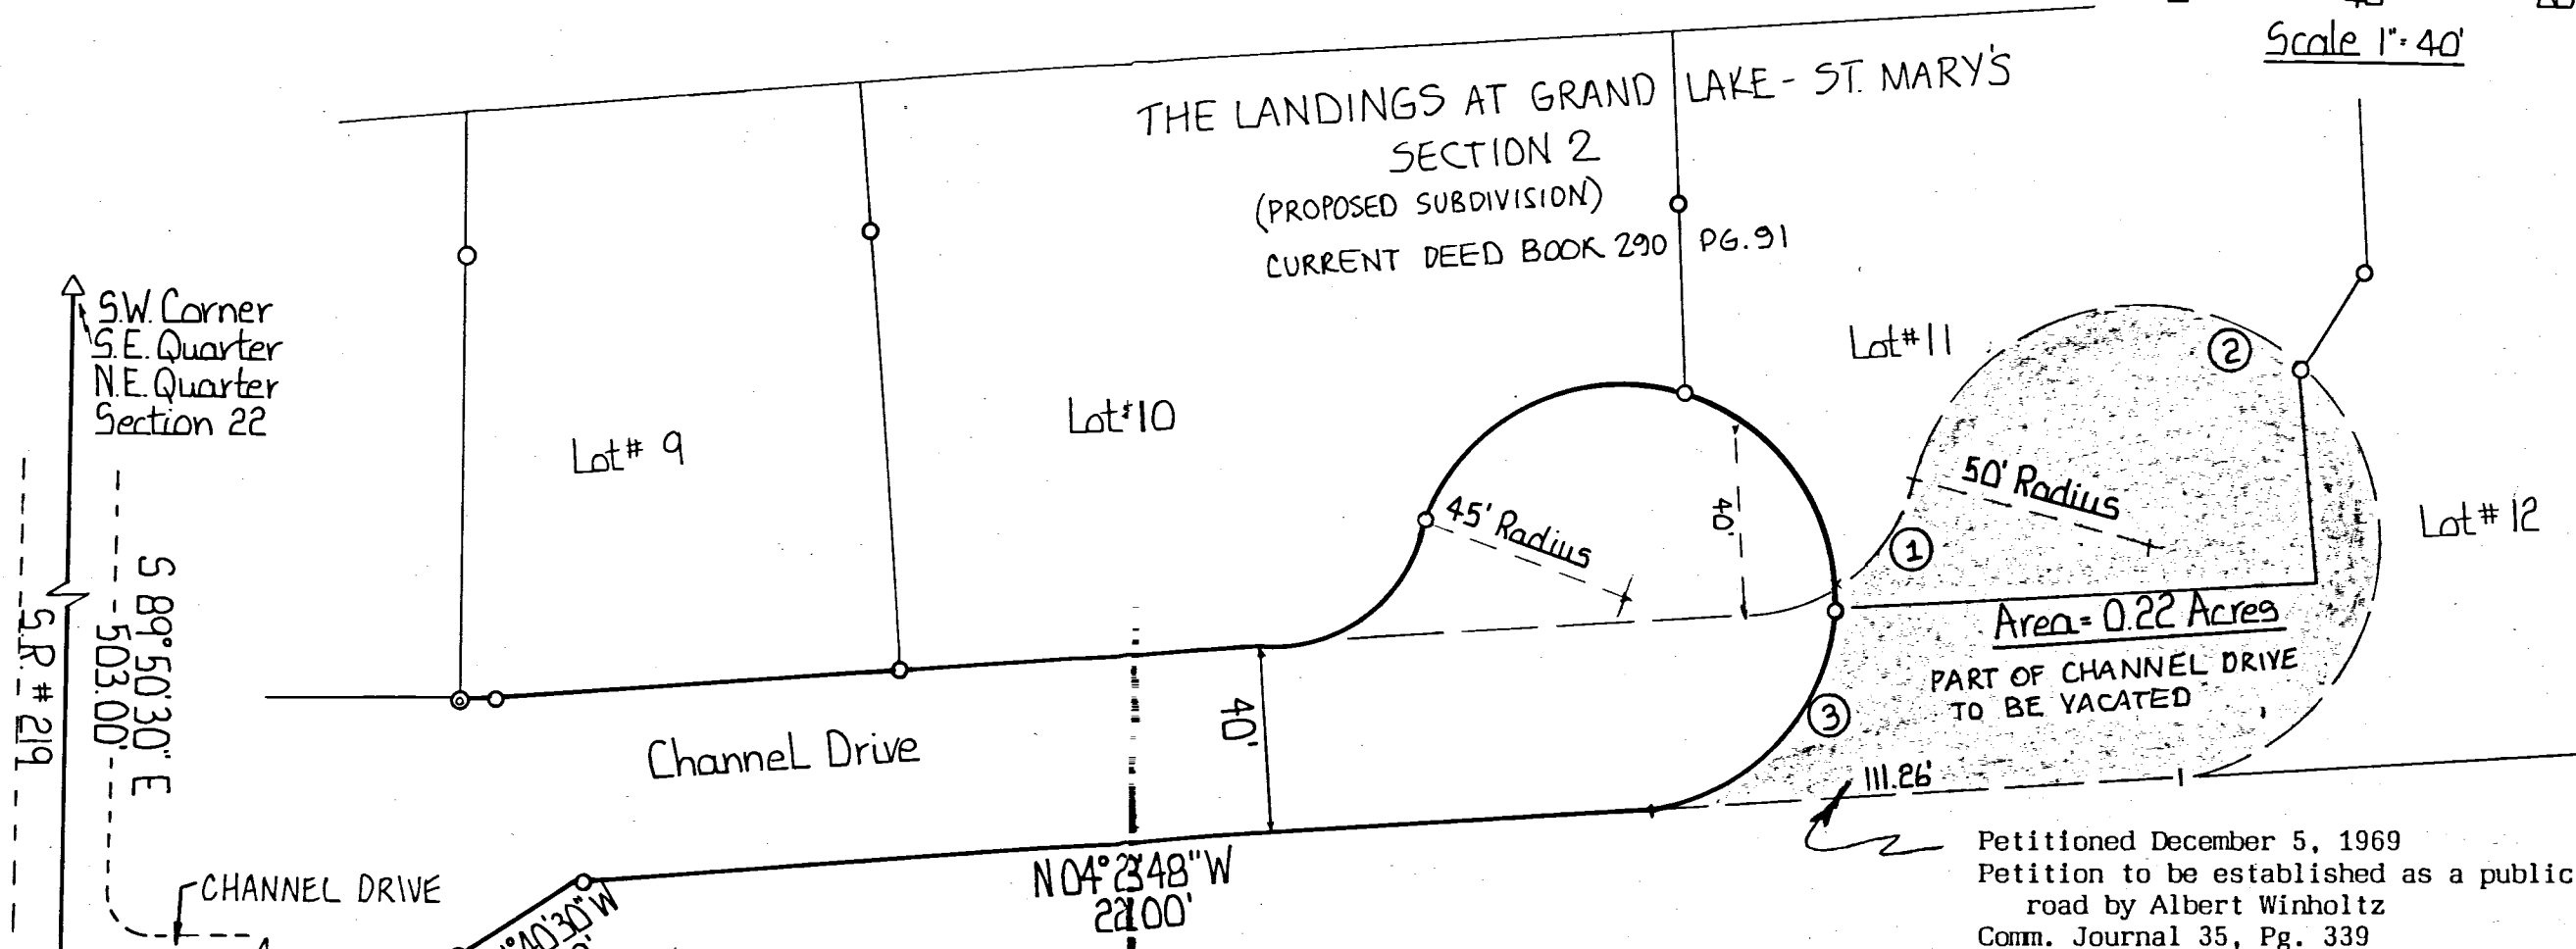 Scale 1"=40'
THE LANDINGS AT GRAND LAKE - ST. MARY'S
SECTION 2
(PROPOSED SUBDIVISION)
CURRENT DEED BOOK 290 PG.91
S.W. Corner
S.E. Quarter
N.E. Quarter
Section 22
Lot# 9
Lot#10
Lot#11
Lot#12
2
50' Radius
1
45' Radius
40'
Area= 0.22 Acres
PART OF CHANNEL DRIVE
TO BE VACATED
3
111.26'
S 89°50'30" E
503.00'
S.R. # 219
Channel Drive
40'
CHANNEL DRIVE
40'30"W
N 04° 48"W
Petitioned December 5, 1969
Petition to be established as a public
road by Albert Winholtz
Comm. Journal 35, Pg. 339